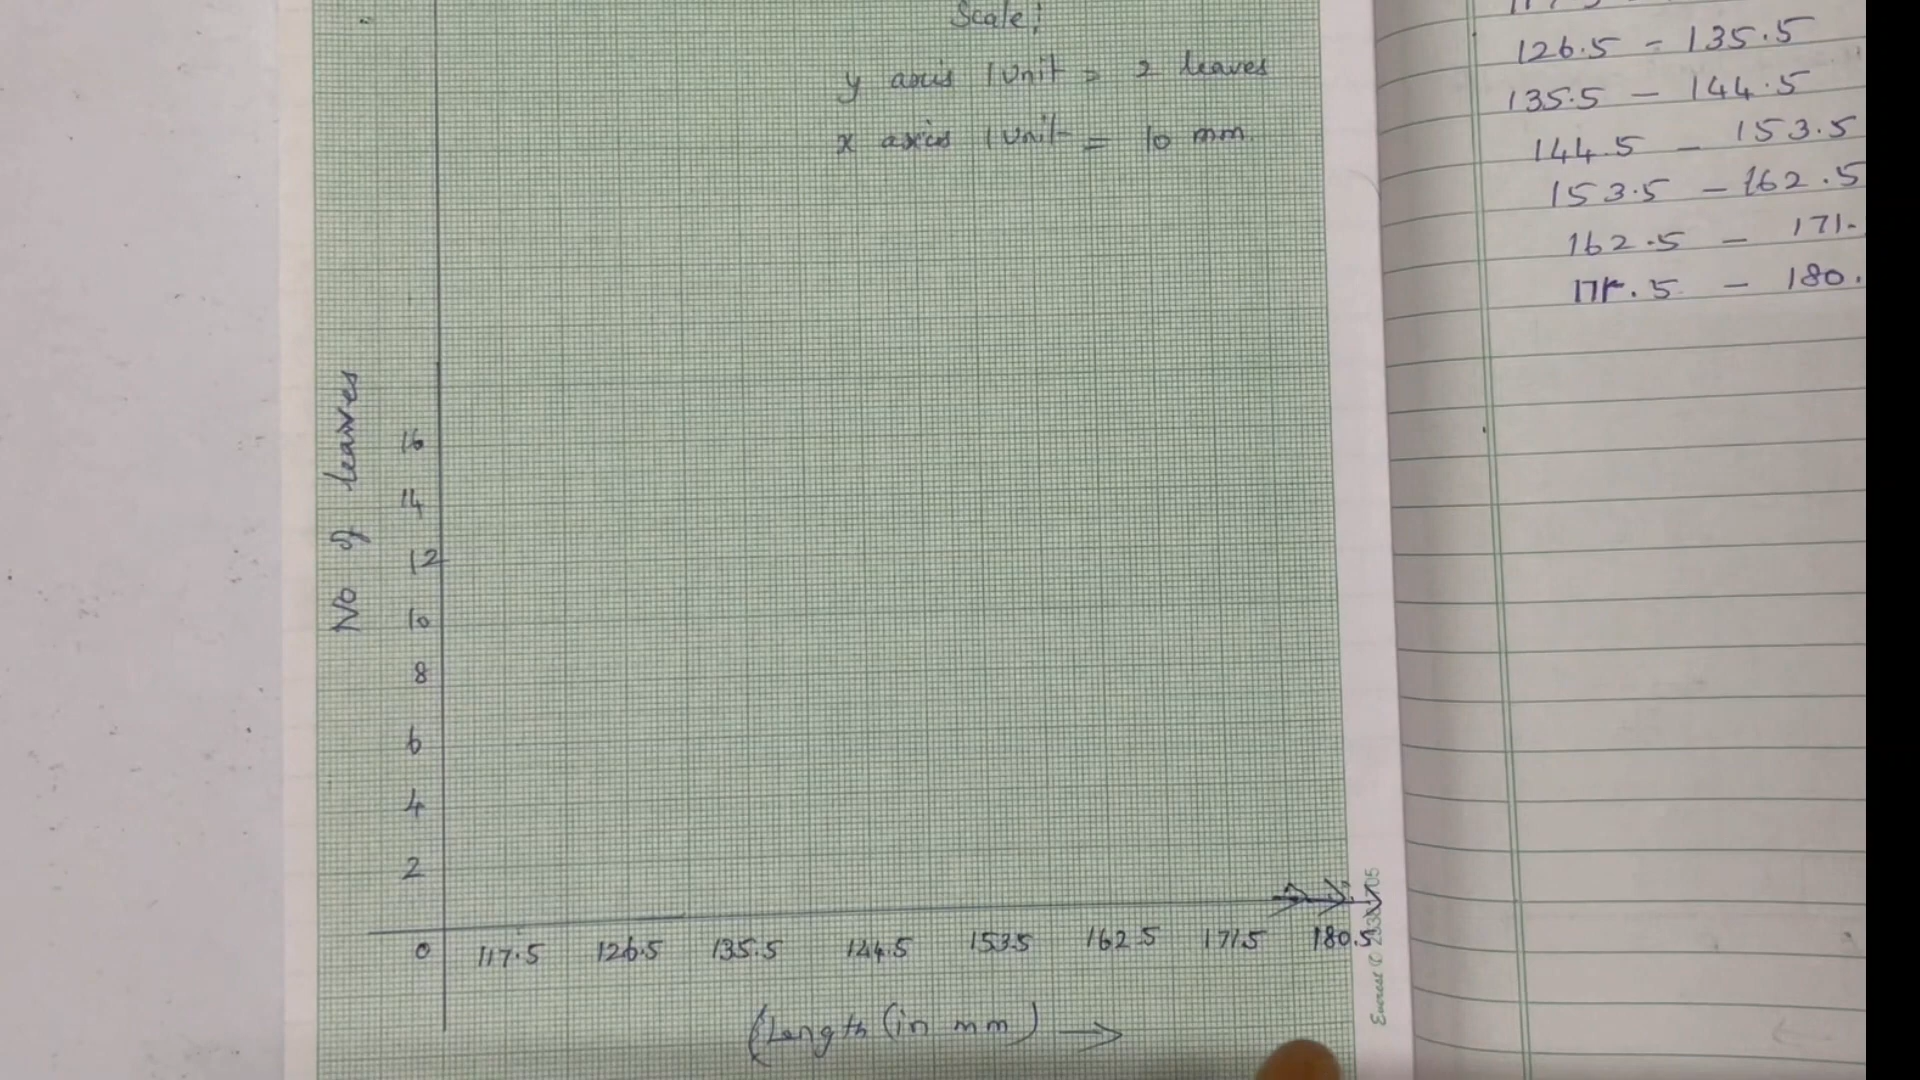 Scale:
y axis 1 Unit = 2 leaves
x axis 1 Unit = 10 mm
No of leaves
16
14
12
10
8
6
4
2
0 117.5 126.5 135.5 144.5 153.5 162.5 171.5 180.5
(Length (in mm)
126.5 - 135.5
135.5 - 144.5
144.5 - 153.5
153.5 - 162.5
162.5 - 171.
171.5 - 180.